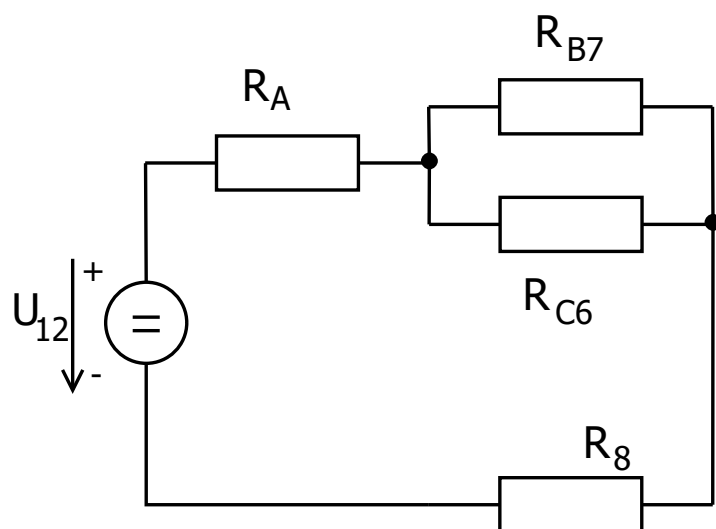 R_B7
R_A
+
U_12
=
-
R_C6
R_8